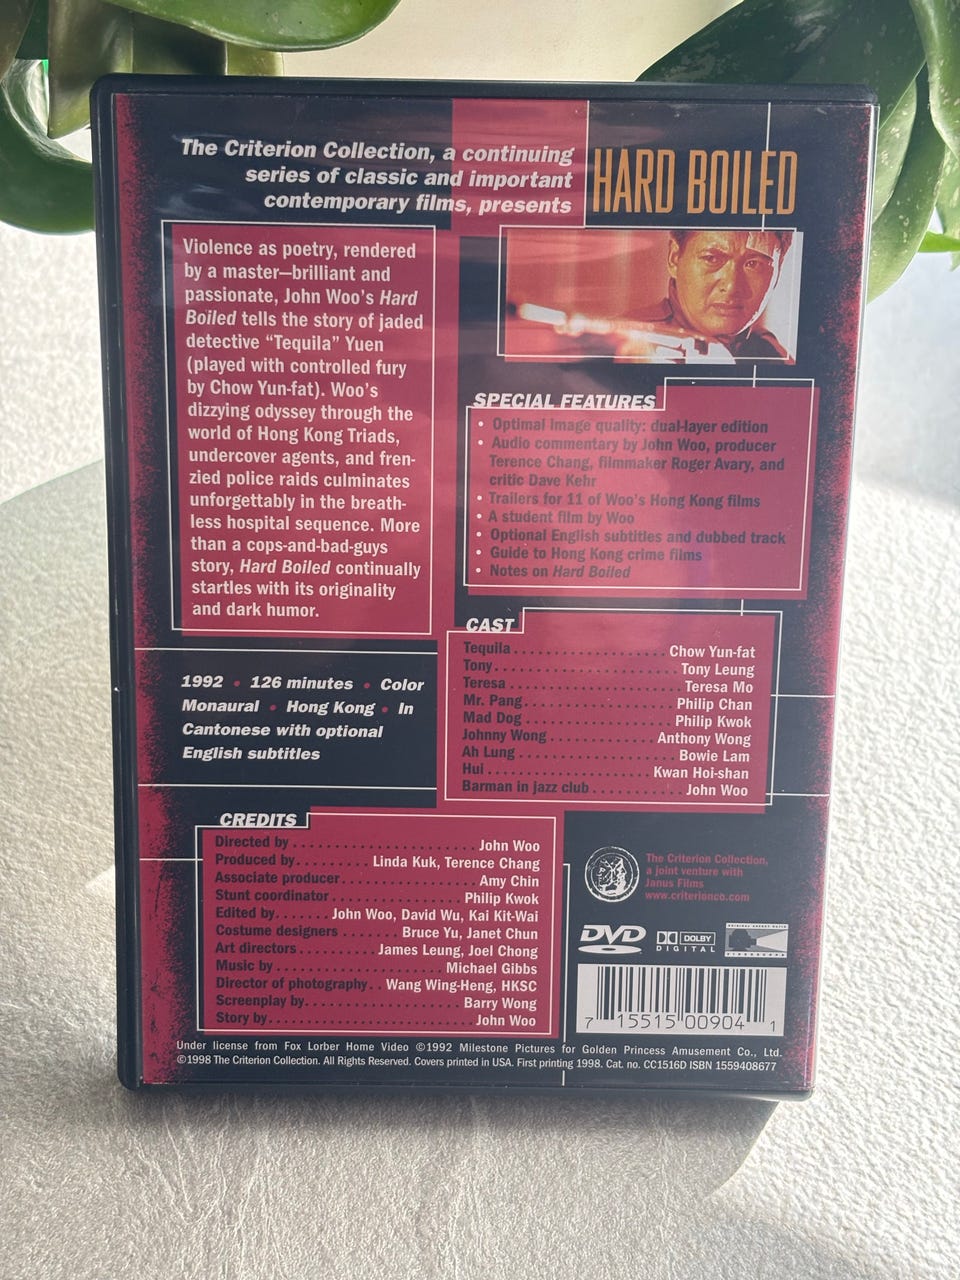 The Criterion Collection, a continuing
series of classic and important
contemporary films, presents
HARD BOILED
Violence as poetry, rendered
by a master—brilliant and
passionate, John Woo's Hard
Boiled tells the story of jaded
detective "Tequila" Yuen
(played with controlled fury
by Chow Yun-fat). Woo's
dizzying odyssey through the
world of Hong Kong Triads,
undercover agents, and fren-
zied police raids culminates
unforgettably in the breath-
less hospital sequence. More
than a cops-and-bad-guys
story, Hard Boiled continually
startles with its originality
and dark humor.
1992 • 126 minutes • Color
Monaural • Hong Kong • In
Cantonese with optional
English subtitles
SPECIAL FEATURES
• Optimal image quality: dual-layer edition
• Audio commentary by John Woo, producer
Terence Chang, filmmaker Roger Avary, and
critic Dave Kehr
• Trailers for 11 of Woo's Hong Kong films
• A student film by Woo
• Optional English subtitles and dubbed track
• Guide to Hong Kong crime films
• Notes on Hard Boiled
CAST
Tequila . . . . . . . . . . . . . . . . . . . . Chow Yun-fat
Tony . . . . . . . . . . . . . . . . . . . . Tony Leung
Teresa . . . . . . . . . . . . . . . . . . . . Teresa Mo
Mr. Pang . . . . . . . . . . . . . . . . . . . . Philip Chan
Mad Dog . . . . . . . . . . . . . . . . . . . . Philip Kwok
Johnny Wong . . . . . . . . . . . . . . . Anthony Wong
Ah Lung . . . . . . . . . . . . . . . . . . . . Bowie Lam
Hui . . . . . . . . . . . . . . . . . . . . Kwan Hoi-shan
Barman in jazz club . . . . . . . . . . John Woo
CREDITS
Directed by . . . . . . . . . . . . . . . . . . . . John Woo
Produced by . . . . . . . . . Linda Kuk, Terence Chang
Associate producer . . . . . . . . . . . . . . . Amy Chin
Stunt coordinator . . . . . . . . . . . . . . . Philip Kwok
Edited by . . . . . . . John Woo, David Wu, Kai Kit-Wai
Costume designers . . . . . . . Bruce Yu, Janet Chun
Art directors . . . . . . . . . . James Leung, Joel Chong
Music by . . . . . . . . . . . . . . . . . . . . Michael Gibbs
Director of photography . . Wang Wing-Heng, HKSC
Screenplay by . . . . . . . . . . . . . . . . . . Barry Wong
Story by . . . . . . . . . . . . . . . . . . . . John Woo
The Criterion Collection,
a joint venture with
Janus Films
www.criterionco.com
DVD
DOLBY
DIGITAL
7 15515 00904 1
Under license from Fox Lorber Home Video ©1992 Milestone Pictures for Golden Princess Amusement Co., Ltd.
©1998 The Criterion Collection. All Rights Reserved. Covers printed in USA. First printing 1998. Cat. no. CC1516D ISBN 1559408677